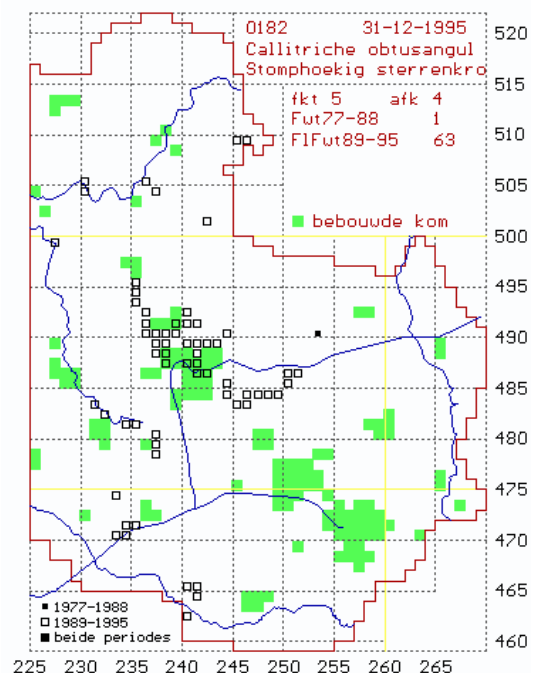 0182 31-12-1995
Callitriche obtusangul
Stomphoekig sterrenkro
fkt 5 afk 4
Fut77-88 1
FlFut89-95 63
bebouwde kom
520
515
510
505
500
495
490
485
480
475
470
465
460
1977-1988
1989-1995
beide periodes
225 230 235 240 245 250 255 260 265